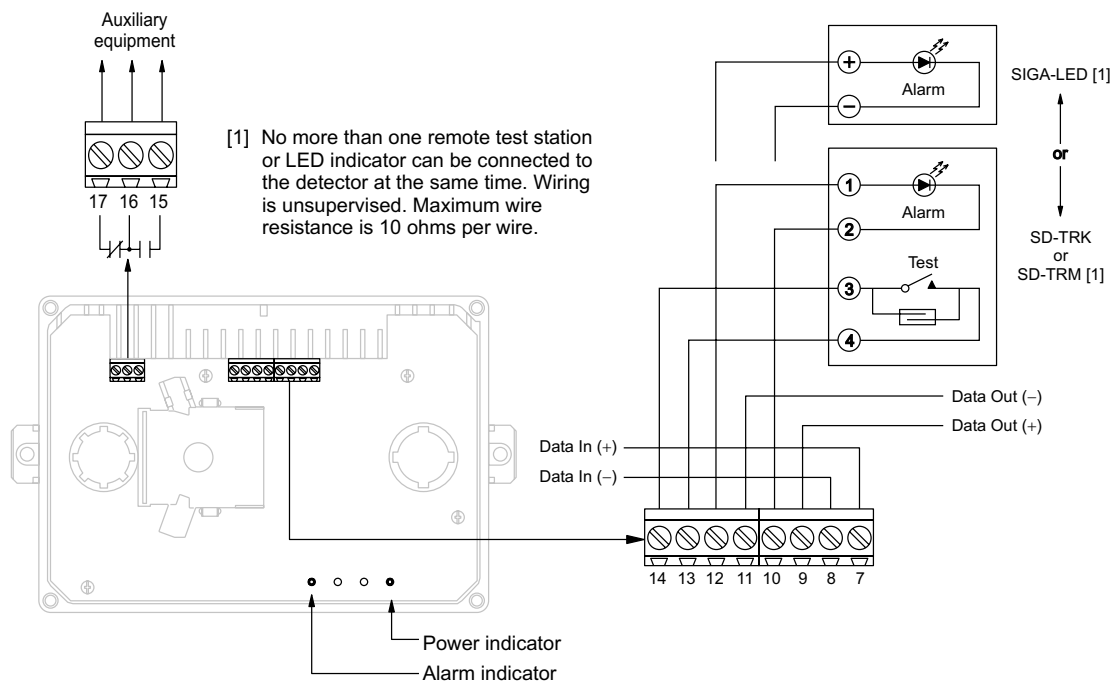 Auxiliary
equipment
17 16 15
[1] No more than one remote test station
or LED indicator can be connected to
the detector at the same time. Wiring
is unsupervised. Maximum wire
resistance is 10 ohms per wire.
+
Alarm
−
SIGA-LED [1]
or
SD-TRK
or
SD-TRM [1]
1
Alarm
2
Test
3
4
Data Out (−)
Data Out (+)
Data In (+)
Data In (−)
14 13 12 11 10 9 8 7
Power indicator
Alarm indicator